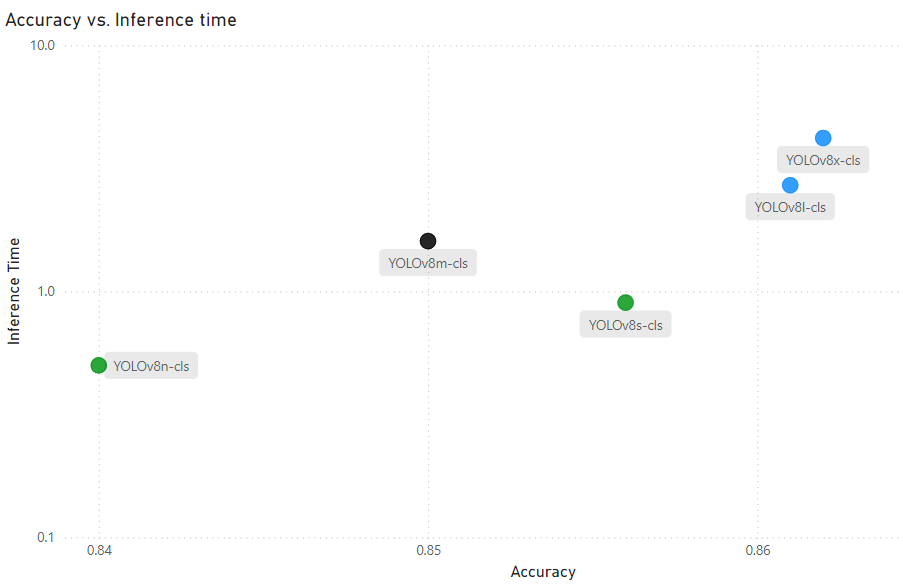 Accuracy vs. Inference time
10.0
YOLOv8x-cls
YOLOv8l-cls
YOLOv8m-cls
1.0
YOLOv8s-cls
YOLOv8n-cls
0.1
0.84
0.85
0.86
Inference Time
Accuracy